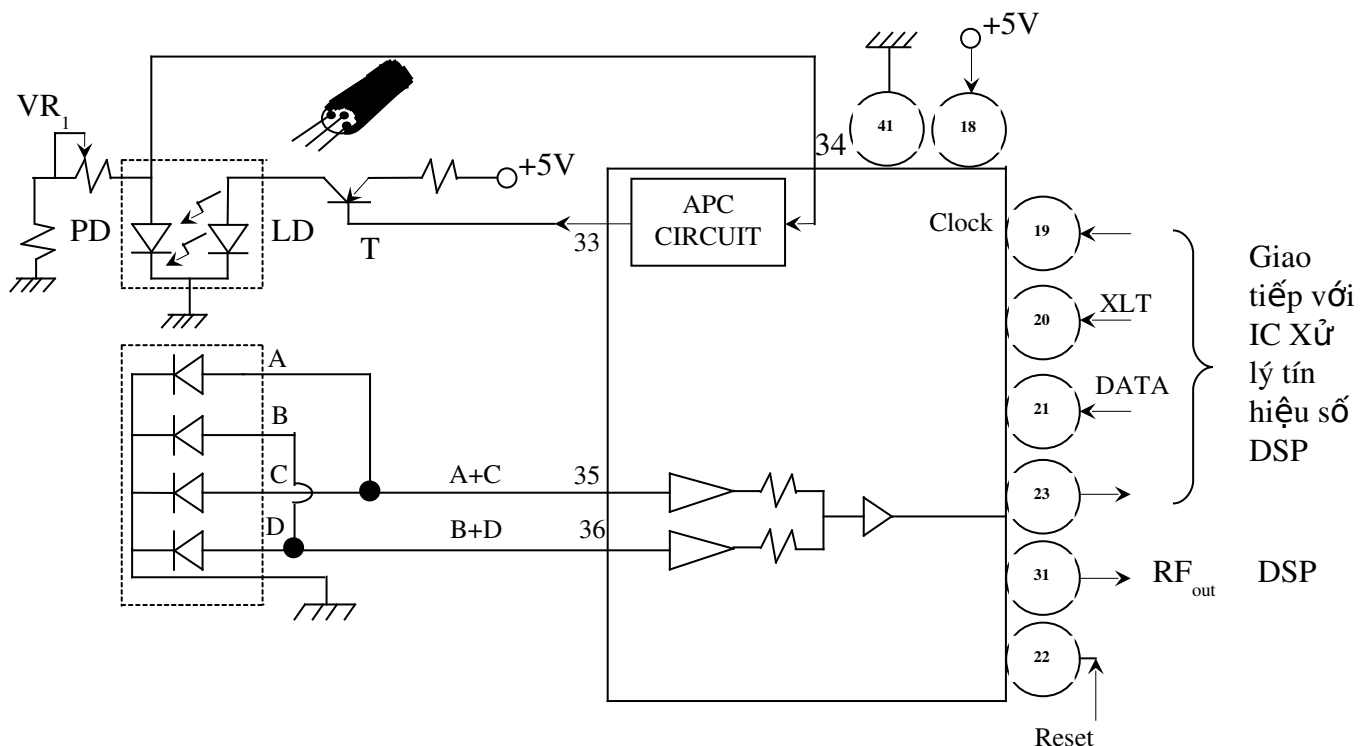 +5V
VR1
41
18
34
+5V
APC
CIRCUIT
PD
LD
T
33
Clock
19
XLT
20
DATA
21
Giao
tiếp với
IC Xử
lý tín
hiệu số
DSP
A
B
C
A+C
35
23
D
B+D
36
31
RFout
DSP
22
Reset